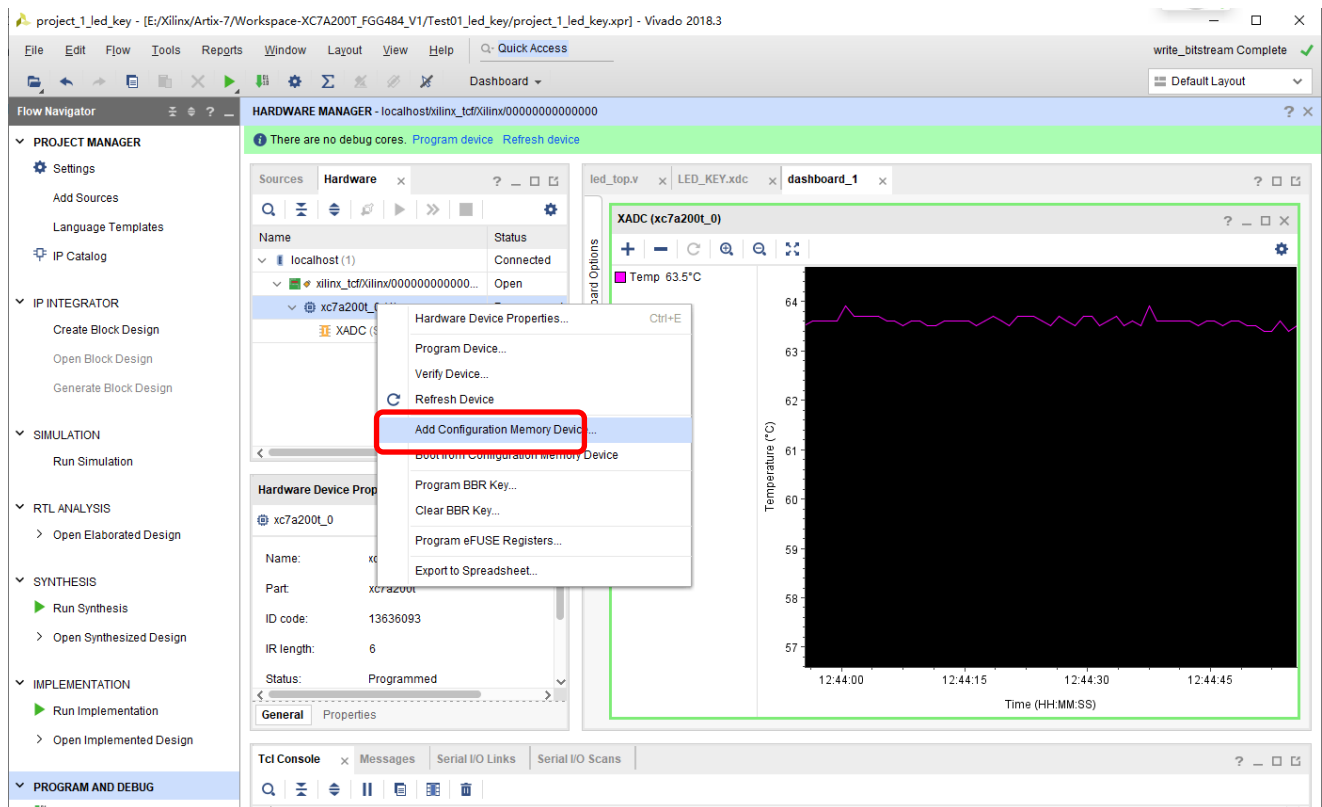 project_1_led_key - [E:/Xilinx/Artix-7/Workspace-XC7A200T_FGG484_V1/Test01_led_key/project_1_led_key.xpr] - Vivado 2018.3
File Edit Flow Tools Reports Window Layout View Help Quick Access write_bitstream Complete
Dashboard Default Layout
Flow Navigator
PROJECT MANAGER
Settings
Add Sources
Language Templates
IP Catalog
IP INTEGRATOR
Create Block Design
Open Block Design
Generate Block Design
SIMULATION
Run Simulation
RTL ANALYSIS
Open Elaborated Design
SYNTHESIS
Run Synthesis
Open Synthesized Design
IMPLEMENTATION
Run Implementation
Open Implemented Design
PROGRAM AND DEBUG
HARDWARE MANAGER - localhost/xilinx_tcf/Xilinx/00000000000000
There are no debug cores. Program device Refresh device
Sources Hardware
Name Status
localhost (1) Connected
xilinx_tcf/Xilinx/000000000000... Open
xc7a200t_0
XADC
Hardware Device Properties... Ctrl+E
Program Device...
Verify Device...
Refresh Device
Add Configuration Memory Device...
Boot from Configuration Memory Device
Program BBR Key...
Clear BBR Key...
Program eFUSE Registers...
Export to Spreadsheet...
Hardware Device Prop
xc7a200t_0
Name:
Part: xc7a200t
ID code: 13636093
IR length: 6
Status: Programmed
General Properties
led_top.v LED_KEY.xdc dashboard_1
XADC (xc7a200t_0)
Options
Temp 63.5°C
64
63
62
61
60
59
58
57
Temperature (°C)
12:44:00 12:44:15 12:44:30 12:44:45
Time (HH:MM:SS)
Tcl Console Messages Serial I/O Links Serial I/O Scans